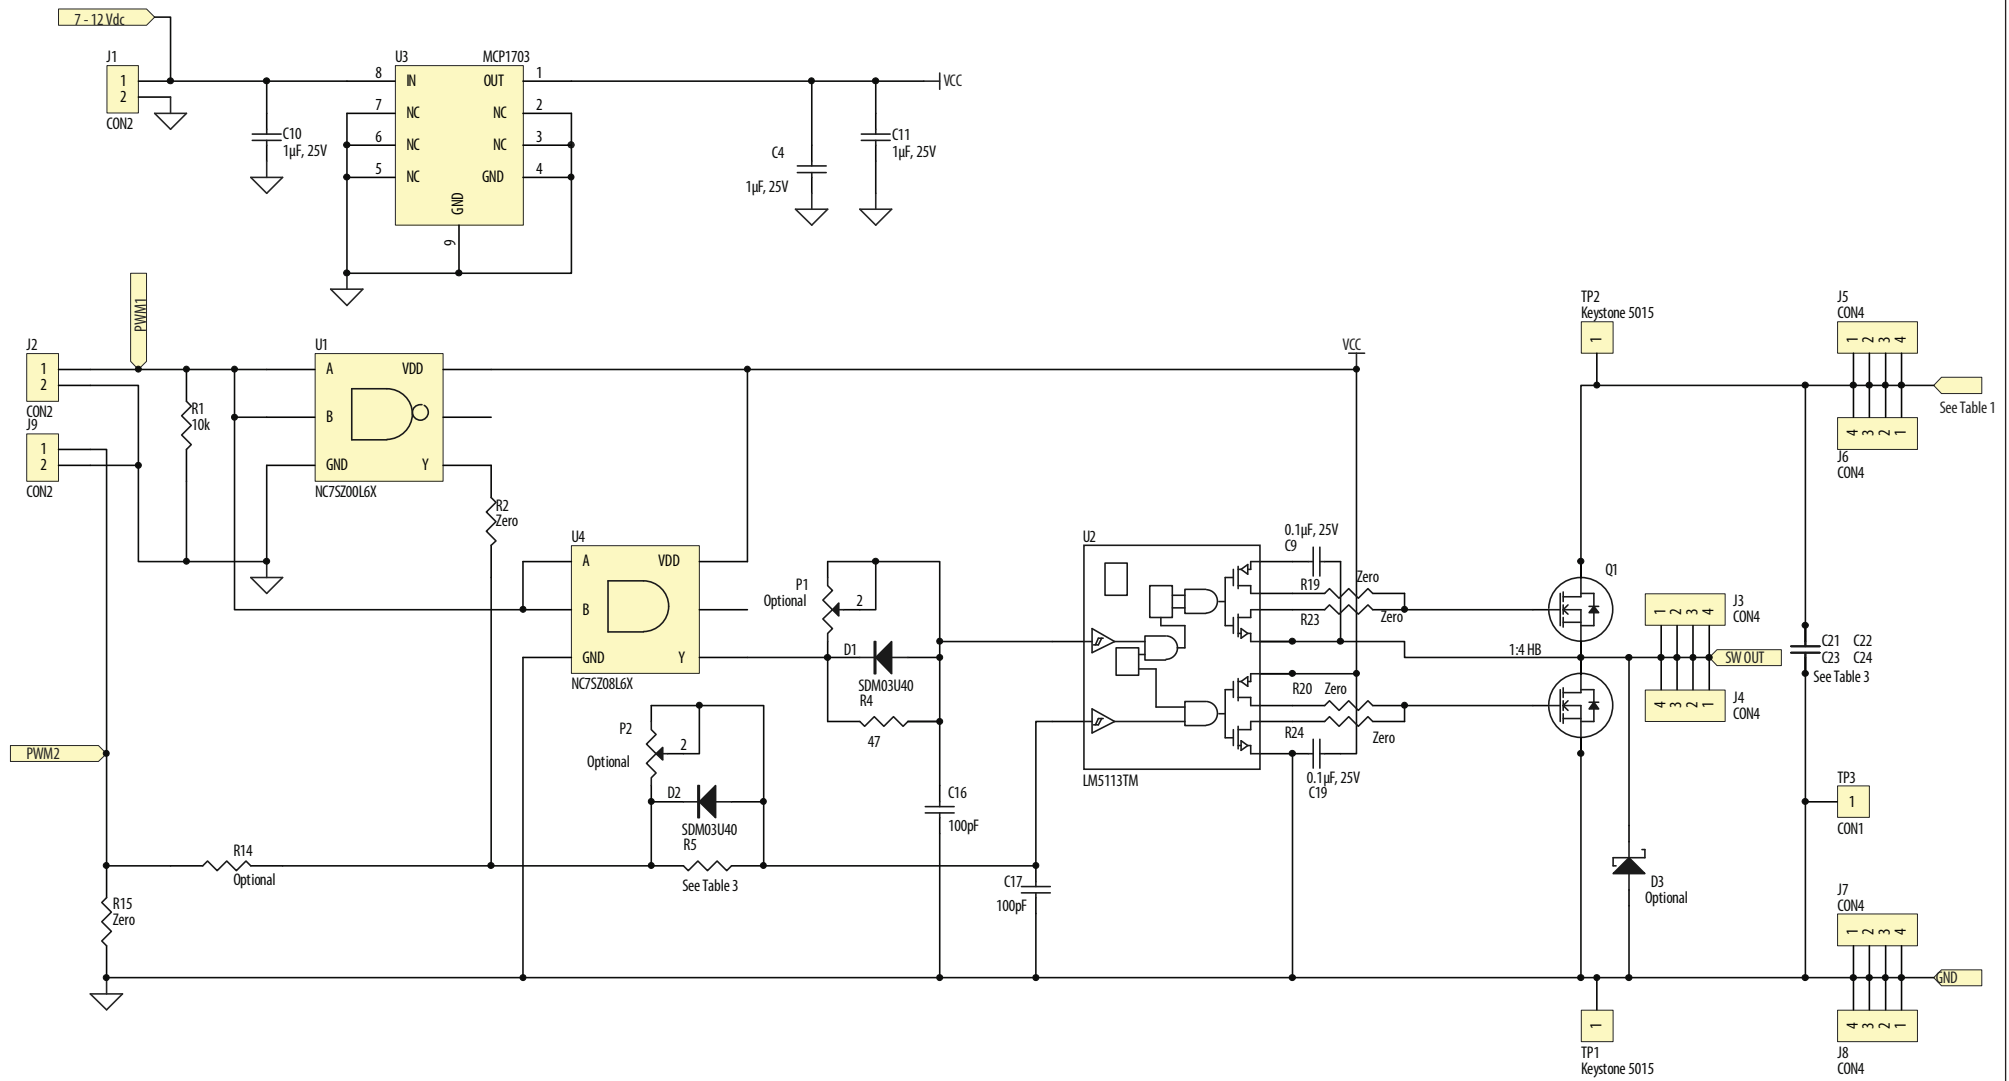 7 - 12 Vdc
J1
1
2
CON2
C10
1µF, 25V
U3
MCP1703
8
IN
OUT
1
7
NC
NC
2
6
NC
NC
3
5
NC
GND
4
GND
9
VCC
C4
1µF, 25V
C11
1µF, 25V
PWM1
J2
1
2
CON2
J9
1
2
CON2
R1
10k
U1
A
VDD
B
GND
Y
NC7SZ00L6X
R2
Zero
U4
A
VDD
B
GND
Y
NC7SZ08L6X
P1
Optional
2
D1
SDM03U40
R4
47
P2
Optional
2
D2
SDM03U40
R5
See Table 3
PWM2
R14
Optional
R15
Zero
C16
100pF
C17
100pF
VCC
U2
LM5113TM
0.1µF, 25V
C9
R19
Zero
R23
Zero
R20
Zero
R24
Zero
0.1µF, 25V
C19
1:4 HB
Q1
TP2
Keystone 5015
1
J5
CON4
1 2 3 4
See Table 1
4 3 2 1
J6
CON4
1 2 3 4
J3
CON4
SW OUT
4 3 2 1
J4
CON4
C21 C22
C23 C24
See Table 3
TP3
1
CON1
D3
Optional
J7
CON4
1 2 3 4
GND
4 3 2 1
J8
CON4
1
TP1
Keystone 5015